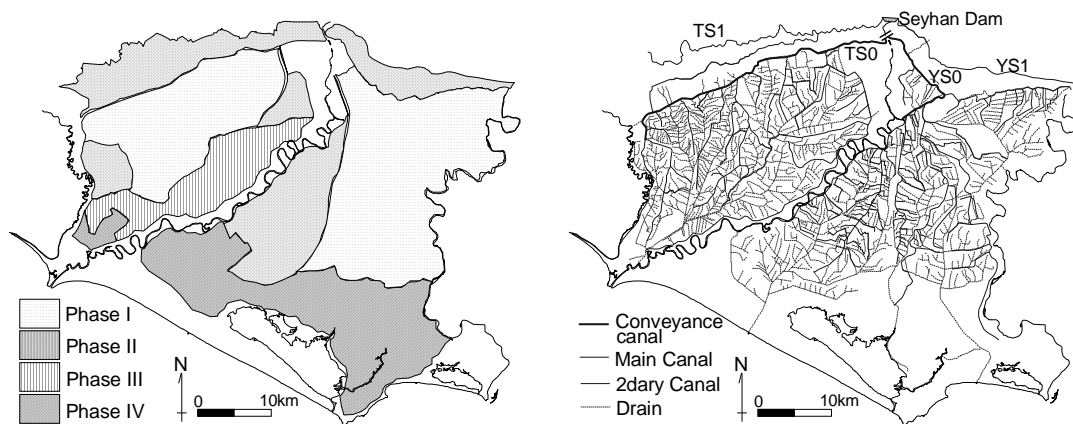 Phase I
Phase II
Phase III
Phase IV
N
0 10km
Seyhan Dam
TS1
TS0
YS0
YS1
Conveyance
canal
Main Canal
2dary Canal
Drain
N
0 10km